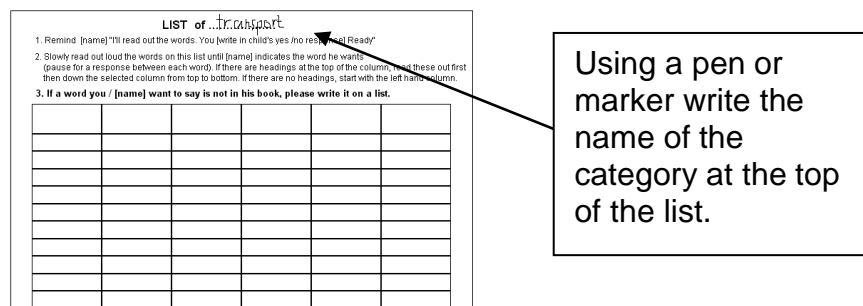 LIST of ...transport...
1. Remind [name] "I'll read out the words. You [write in child's yes /no response] Ready"
2. Slowly read out loud the words on this list until [name] indicates the word he wants
(pause for a response between each word). If there are headings at the top of the column, read these out first
then down the selected column from top to bottom. If there are no headings, start with the left hand column.
3. If a word you / [name] want to say is not in his book, please write it on a list.
Using a pen or
marker write the
name of the
category at the top
of the list.